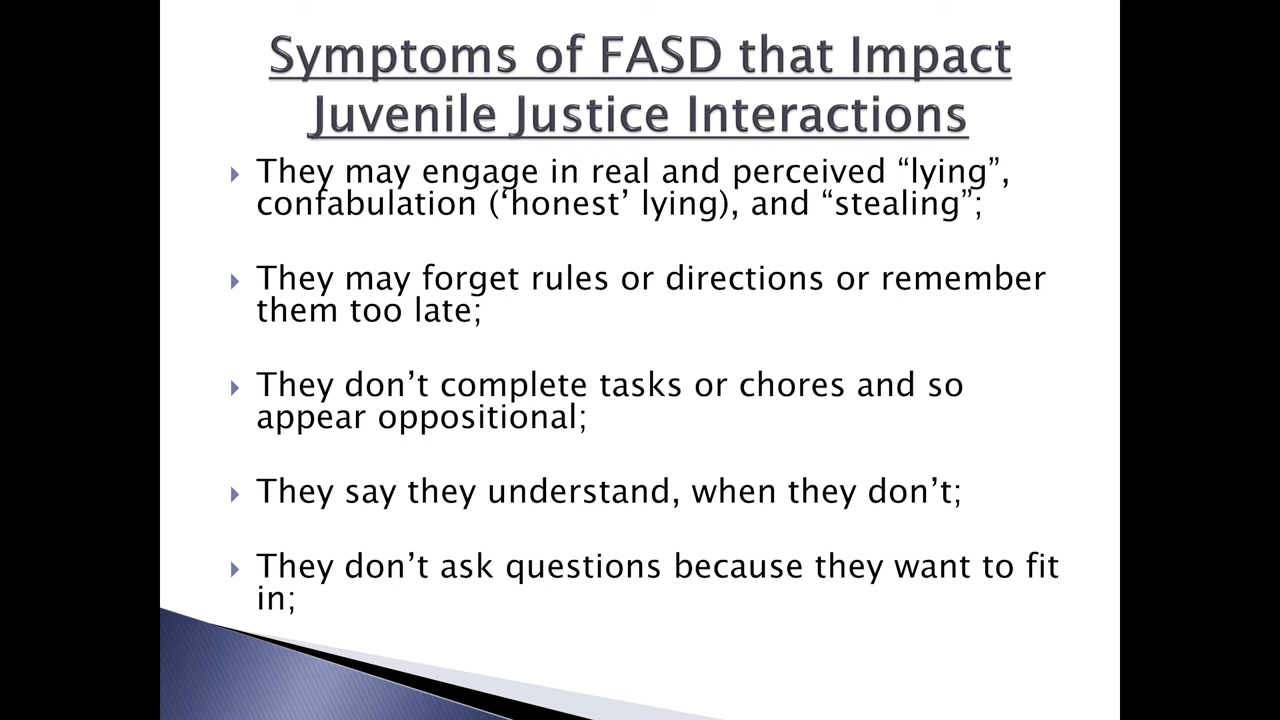 Symptoms of FASD that Impact
Juvenile Justice Interactions
They may engage in real and perceived “lying”,
confabulation (‘honest’ lying), and “stealing”;
They may forget rules or directions or remember
them too late;
They don’t complete tasks or chores and so
appear oppositional;
They say they understand, when they don’t;
They don’t ask questions because they want to fit
in;